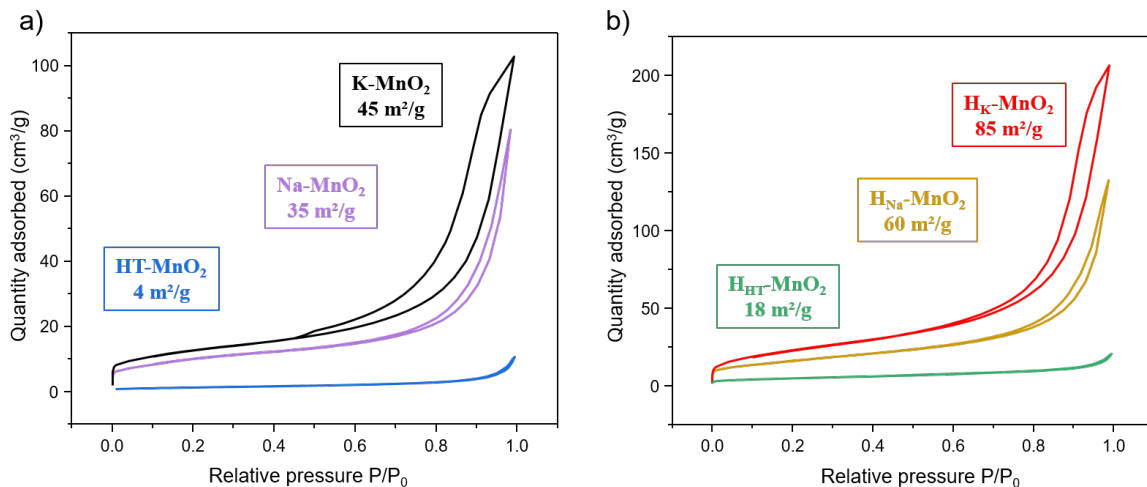 a)
Quantity adsorbed (cm³/g)
100
80
60
40
20
0
K-MnO₂
45 m²/g
Na-MnO₂
35 m²/g
HT-MnO₂
4 m²/g
0.0 0.2 0.4 0.6 0.8 1.0
Relative pressure P/P₀
b)
Quantity adsorbed (cm³/g)
200
150
100
50
0
H_K-MnO₂
85 m²/g
H_Na-MnO₂
60 m²/g
H_HT-MnO₂
18 m²/g
0.0 0.2 0.4 0.6 0.8 1.0
Relative pressure P/P₀